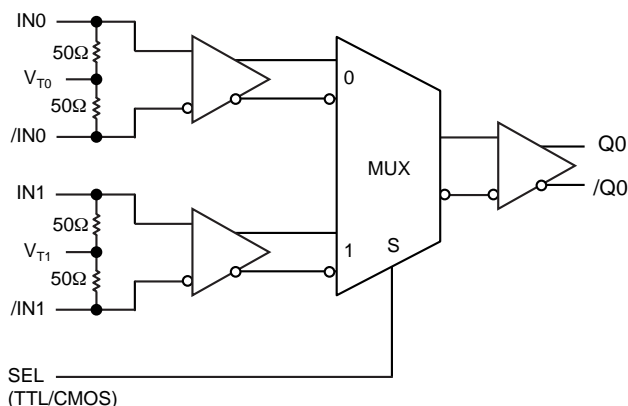 IN0
50Ω
VT0
50Ω
/IN0
0
MUX
Q0
/Q0
IN1
50Ω
VT1
50Ω
/IN1
1
S
SEL
(TTL/CMOS)